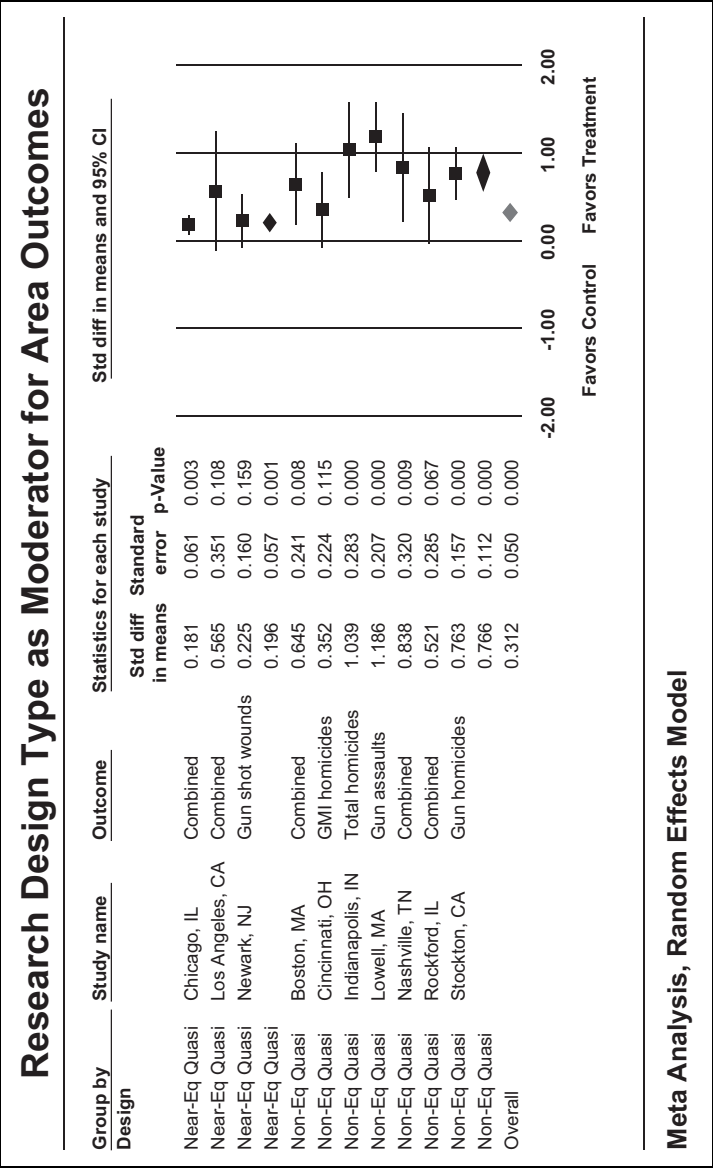 Research Design Type as Moderator for Area Outcomes
Group by Design Study name Outcome Statistics for each study Std diff in means and 95% CI
Std diff in means Standard error p-Value
Near-Eq Quasi Chicago, IL Combined 0.181 0.061 0.003
Near-Eq Quasi Los Angeles, CA Combined 0.565 0.351 0.108
Near-Eq Quasi Newark, NJ Gun shot wounds 0.225 0.160 0.159
Near-Eq Quasi 0.196 0.057 0.001
Non-Eq Quasi Boston, MA Combined 0.645 0.241 0.008
Non-Eq Quasi Cincinnati, OH GMI homicides 0.352 0.224 0.115
Non-Eq Quasi Indianapolis, IN Total homicides 1.039 0.283 0.000
Non-Eq Quasi Lowell, MA Gun assaults 1.186 0.207 0.000
Non-Eq Quasi Nashville, TN Combined 0.838 0.320 0.009
Non-Eq Quasi Rockford, IL Combined 0.521 0.285 0.067
Non-Eq Quasi Stockton, CA Gun homicides 0.763 0.157 0.000
Non-Eq Quasi 0.766 0.112 0.000
Overall 0.312 0.050 0.000
-2.00 -1.00 0.00 1.00 2.00
Favors Control Favors Treatment
Meta Analysis, Random Effects Model